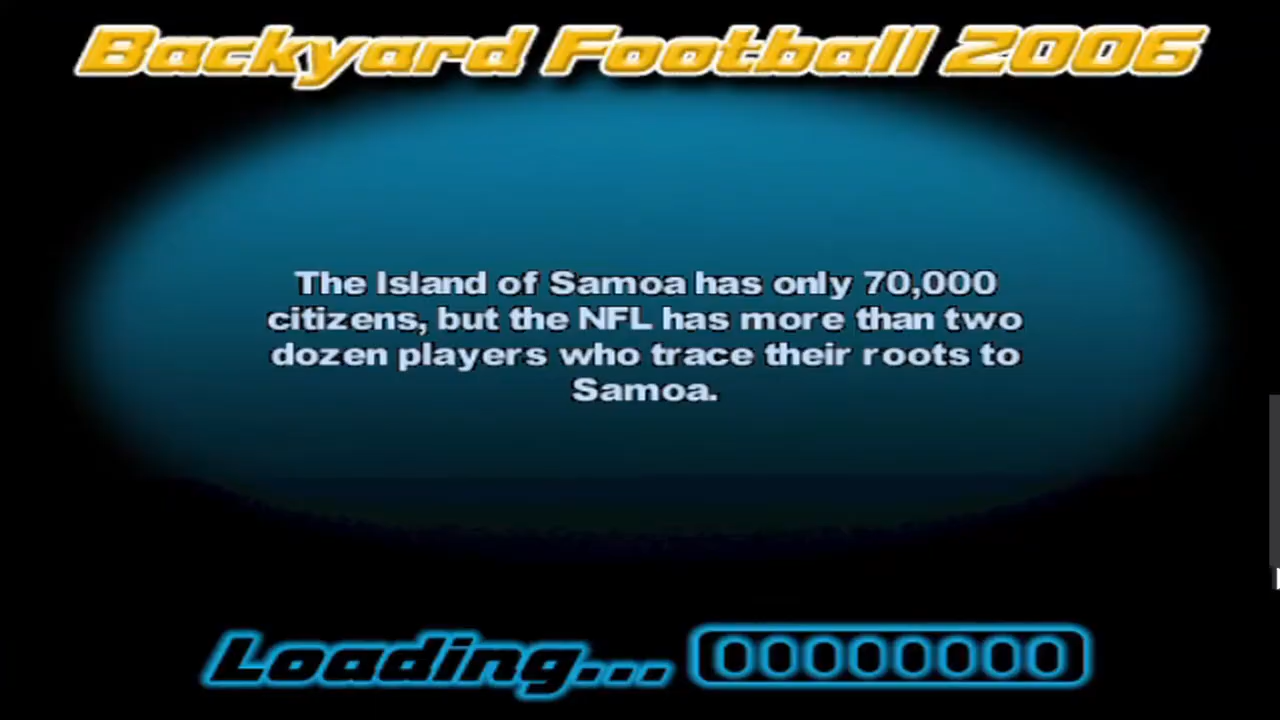 Backyard Football 2006
The Island of Samoa has only 70,000
citizens, but the NFL has more than two
dozen players who trace their roots to
Samoa.
Loading...